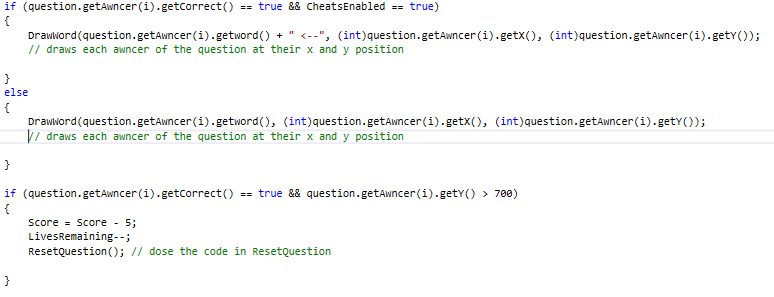 if (question.getAwncer(i).getCorrect() == true && CheatsEnabled == true)
{
DrawWord(question.getAwncer(i).getword() + " <--", (int)question.getAwncer(i).getX(), (int)question.getAwncer(i).getY());
// draws each awncer of the question at their x and y position
}
else
{
DrawWord(question.getAwncer(i).getword(), (int)question.getAwncer(i).getX(), (int)question.getAwncer(i).getY());
// draws each awncer of the question at their x and y position
}
if (question.getAwncer(i).getCorrect() == true && question.getAwncer(i).getY() > 700)
{
Score = Score - 5;
LivesRemaining--;
ResetQuestion(); // dose the code in ResetQuestion
}